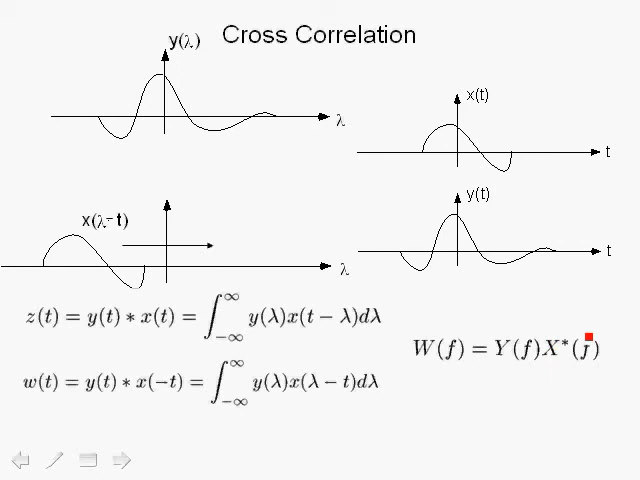 Cross Correlation
y(λ)
λ
x(t)
t
x(λ−t)
λ
y(t)
t
z(t) = y(t) ∗ x(t) = ∫_{−∞}^{∞} y(λ)x(t − λ)dλ
w(t) = y(t) ∗ x(−t) = ∫_{−∞}^{∞} y(λ)x(λ − t)dλ
W(f) = Y(f)X*(f)